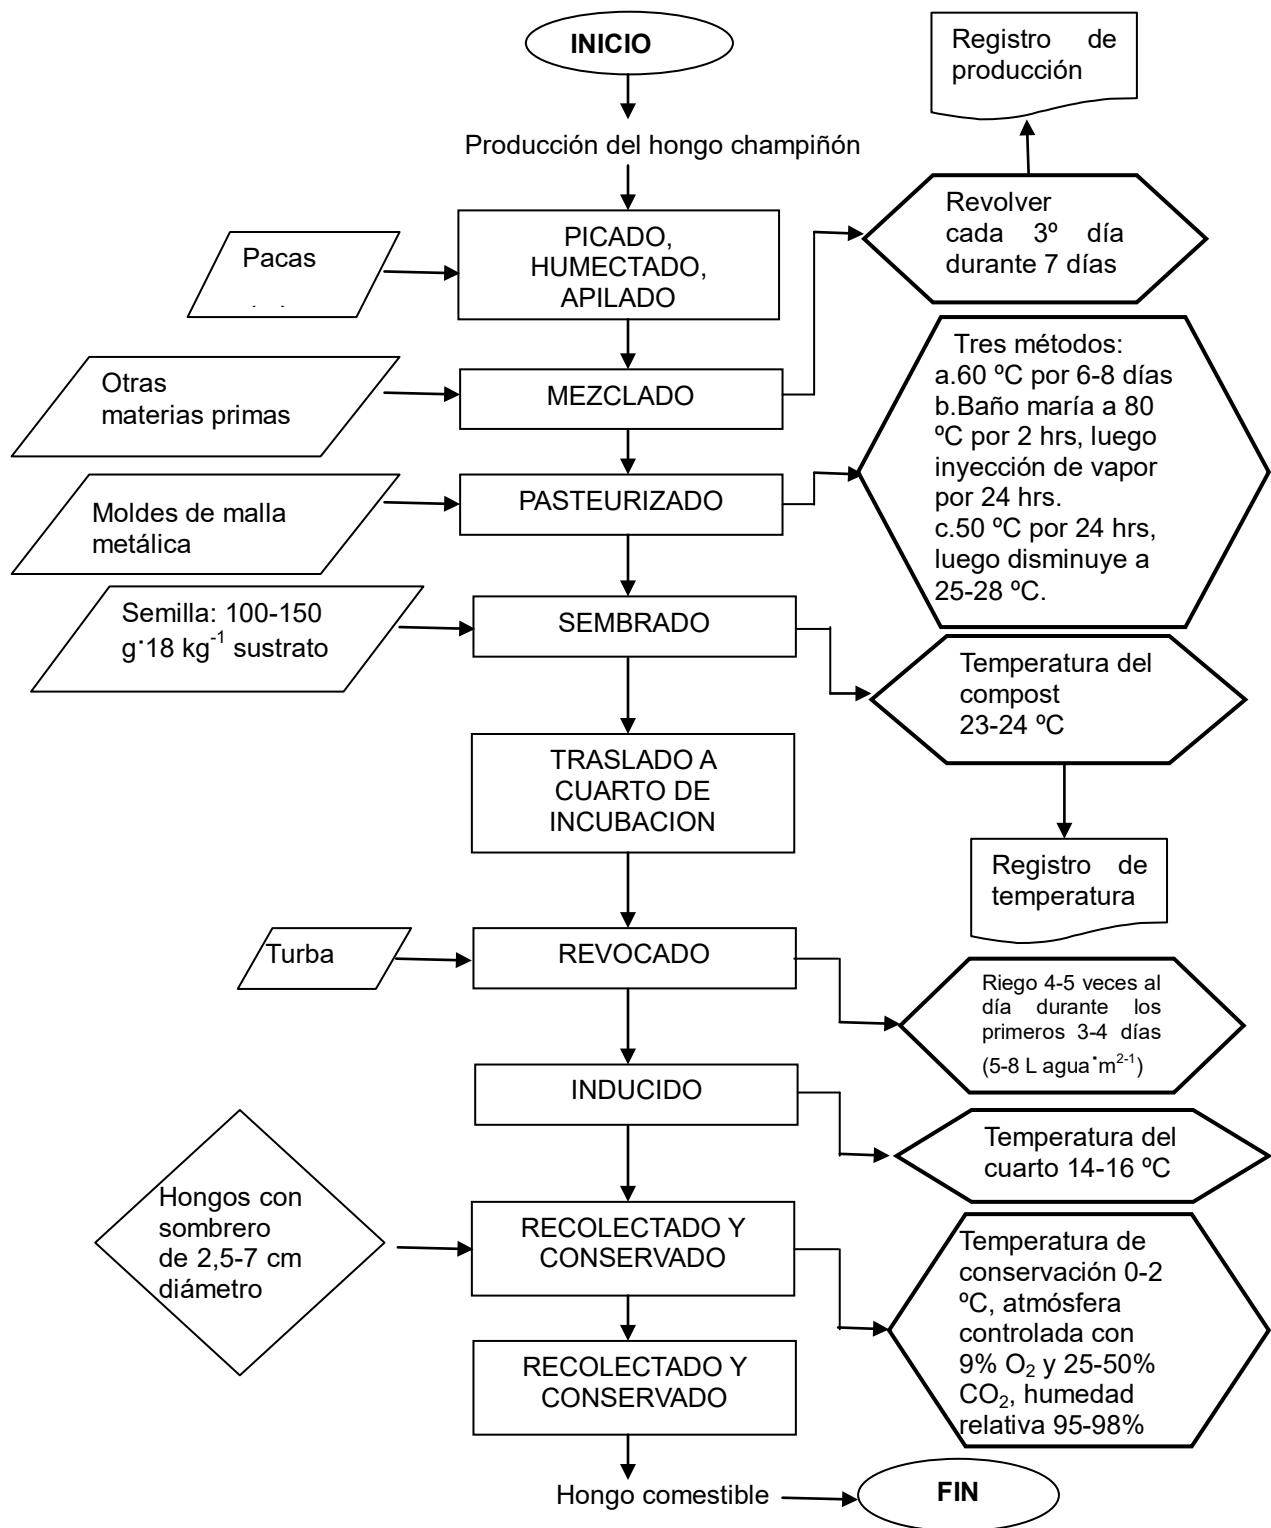 INICIO
Registro de
producción
Producción del hongo champiñón
Pacas
PICADO,
HUMECTADO,
APILADO
Revolver
cada 3º día
durante 7 días
Otras
materias primas
MEZCLADO
Tres métodos:
a.60 ºC por 6-8 días
b.Baño maría a 80
ºC por 2 hrs, luego
inyección de vapor
por 24 hrs.
c.50 ºC por 24 hrs,
luego disminuye a
25-28 ºC.
Moldes de malla
metálica
PASTEURIZADO
Semilla: 100-150
g·18 kg⁻¹ sustrato
SEMBRADO
Temperatura del
compost
23-24 ºC
TRASLADO A
CUARTO DE
INCUBACION
Registro de
temperatura
Turba
REVOCADO
Riego 4-5 veces al
día durante los
primeros 3-4 días
(5-8 L agua·m²⁻¹)
INDUCIDO
Temperatura del
cuarto 14-16 ºC
Hongos con
sombrero
de 2,5-7 cm
diámetro
RECOLECTADO Y
CONSERVADO
Temperatura de
conservación 0-2
ºC, atmósfera
controlada con
9% O₂ y 25-50%
CO₂, humedad
relativa 95-98%
RECOLECTADO Y
CONSERVADO
Hongo comestible
FIN